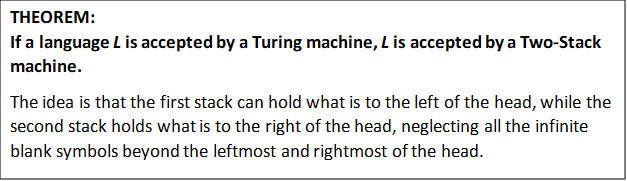 THEOREM:
If a language L is accepted by a Turing machine, L is accepted by a Two-Stack
machine.
The idea is that the first stack can hold what is to the left of the head, while the
second stack holds what is to the right of the head, neglecting all the infinite
blank symbols beyond the leftmost and rightmost of the head.